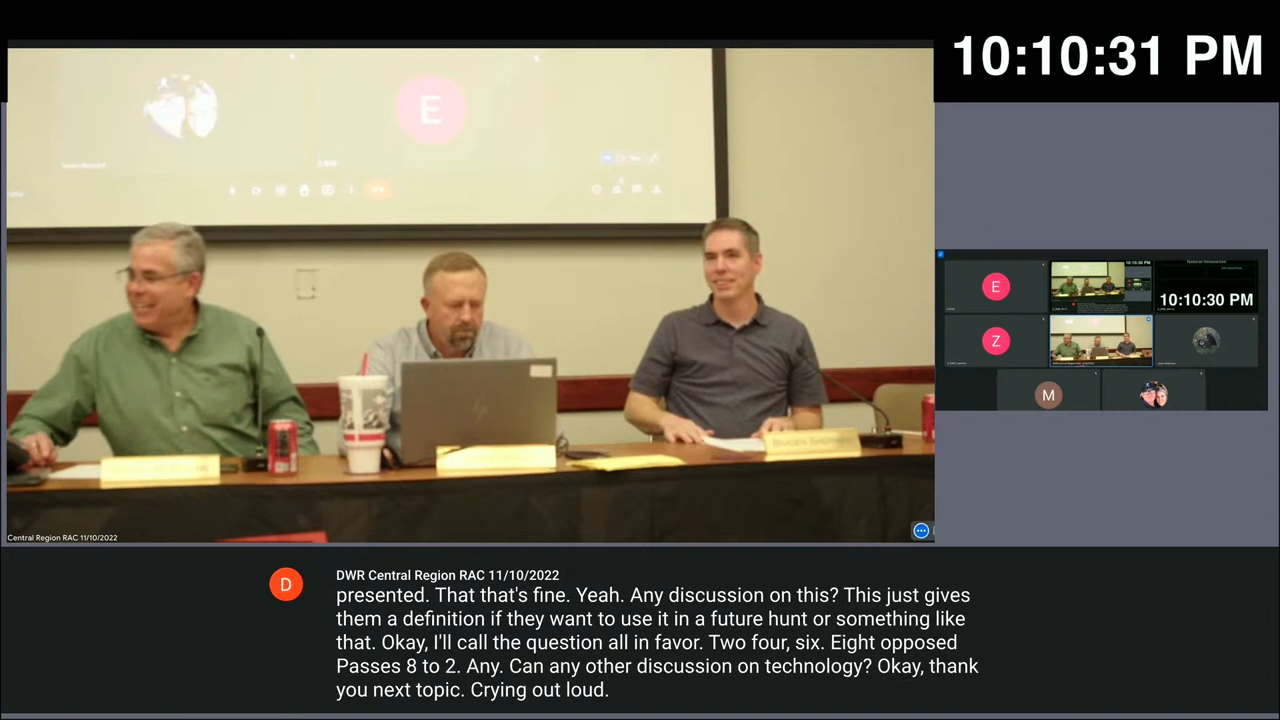 10:10:31 PM
E
E
10:10:30 PM
10:10:30 PM
Z
M
Central Region RAC 11/10/2022
D
DWR Central Region RAC 11/10/2022
presented. That that's fine. Yeah. Any discussion on this? This just gives
them a definition if they want to use it in a future hunt or something like
that. Okay, I'll call the question all in favor. Two four, six. Eight opposed
Passes 8 to 2. Any. Can any other discussion on technology? Okay, thank
you next topic. Crying out loud.